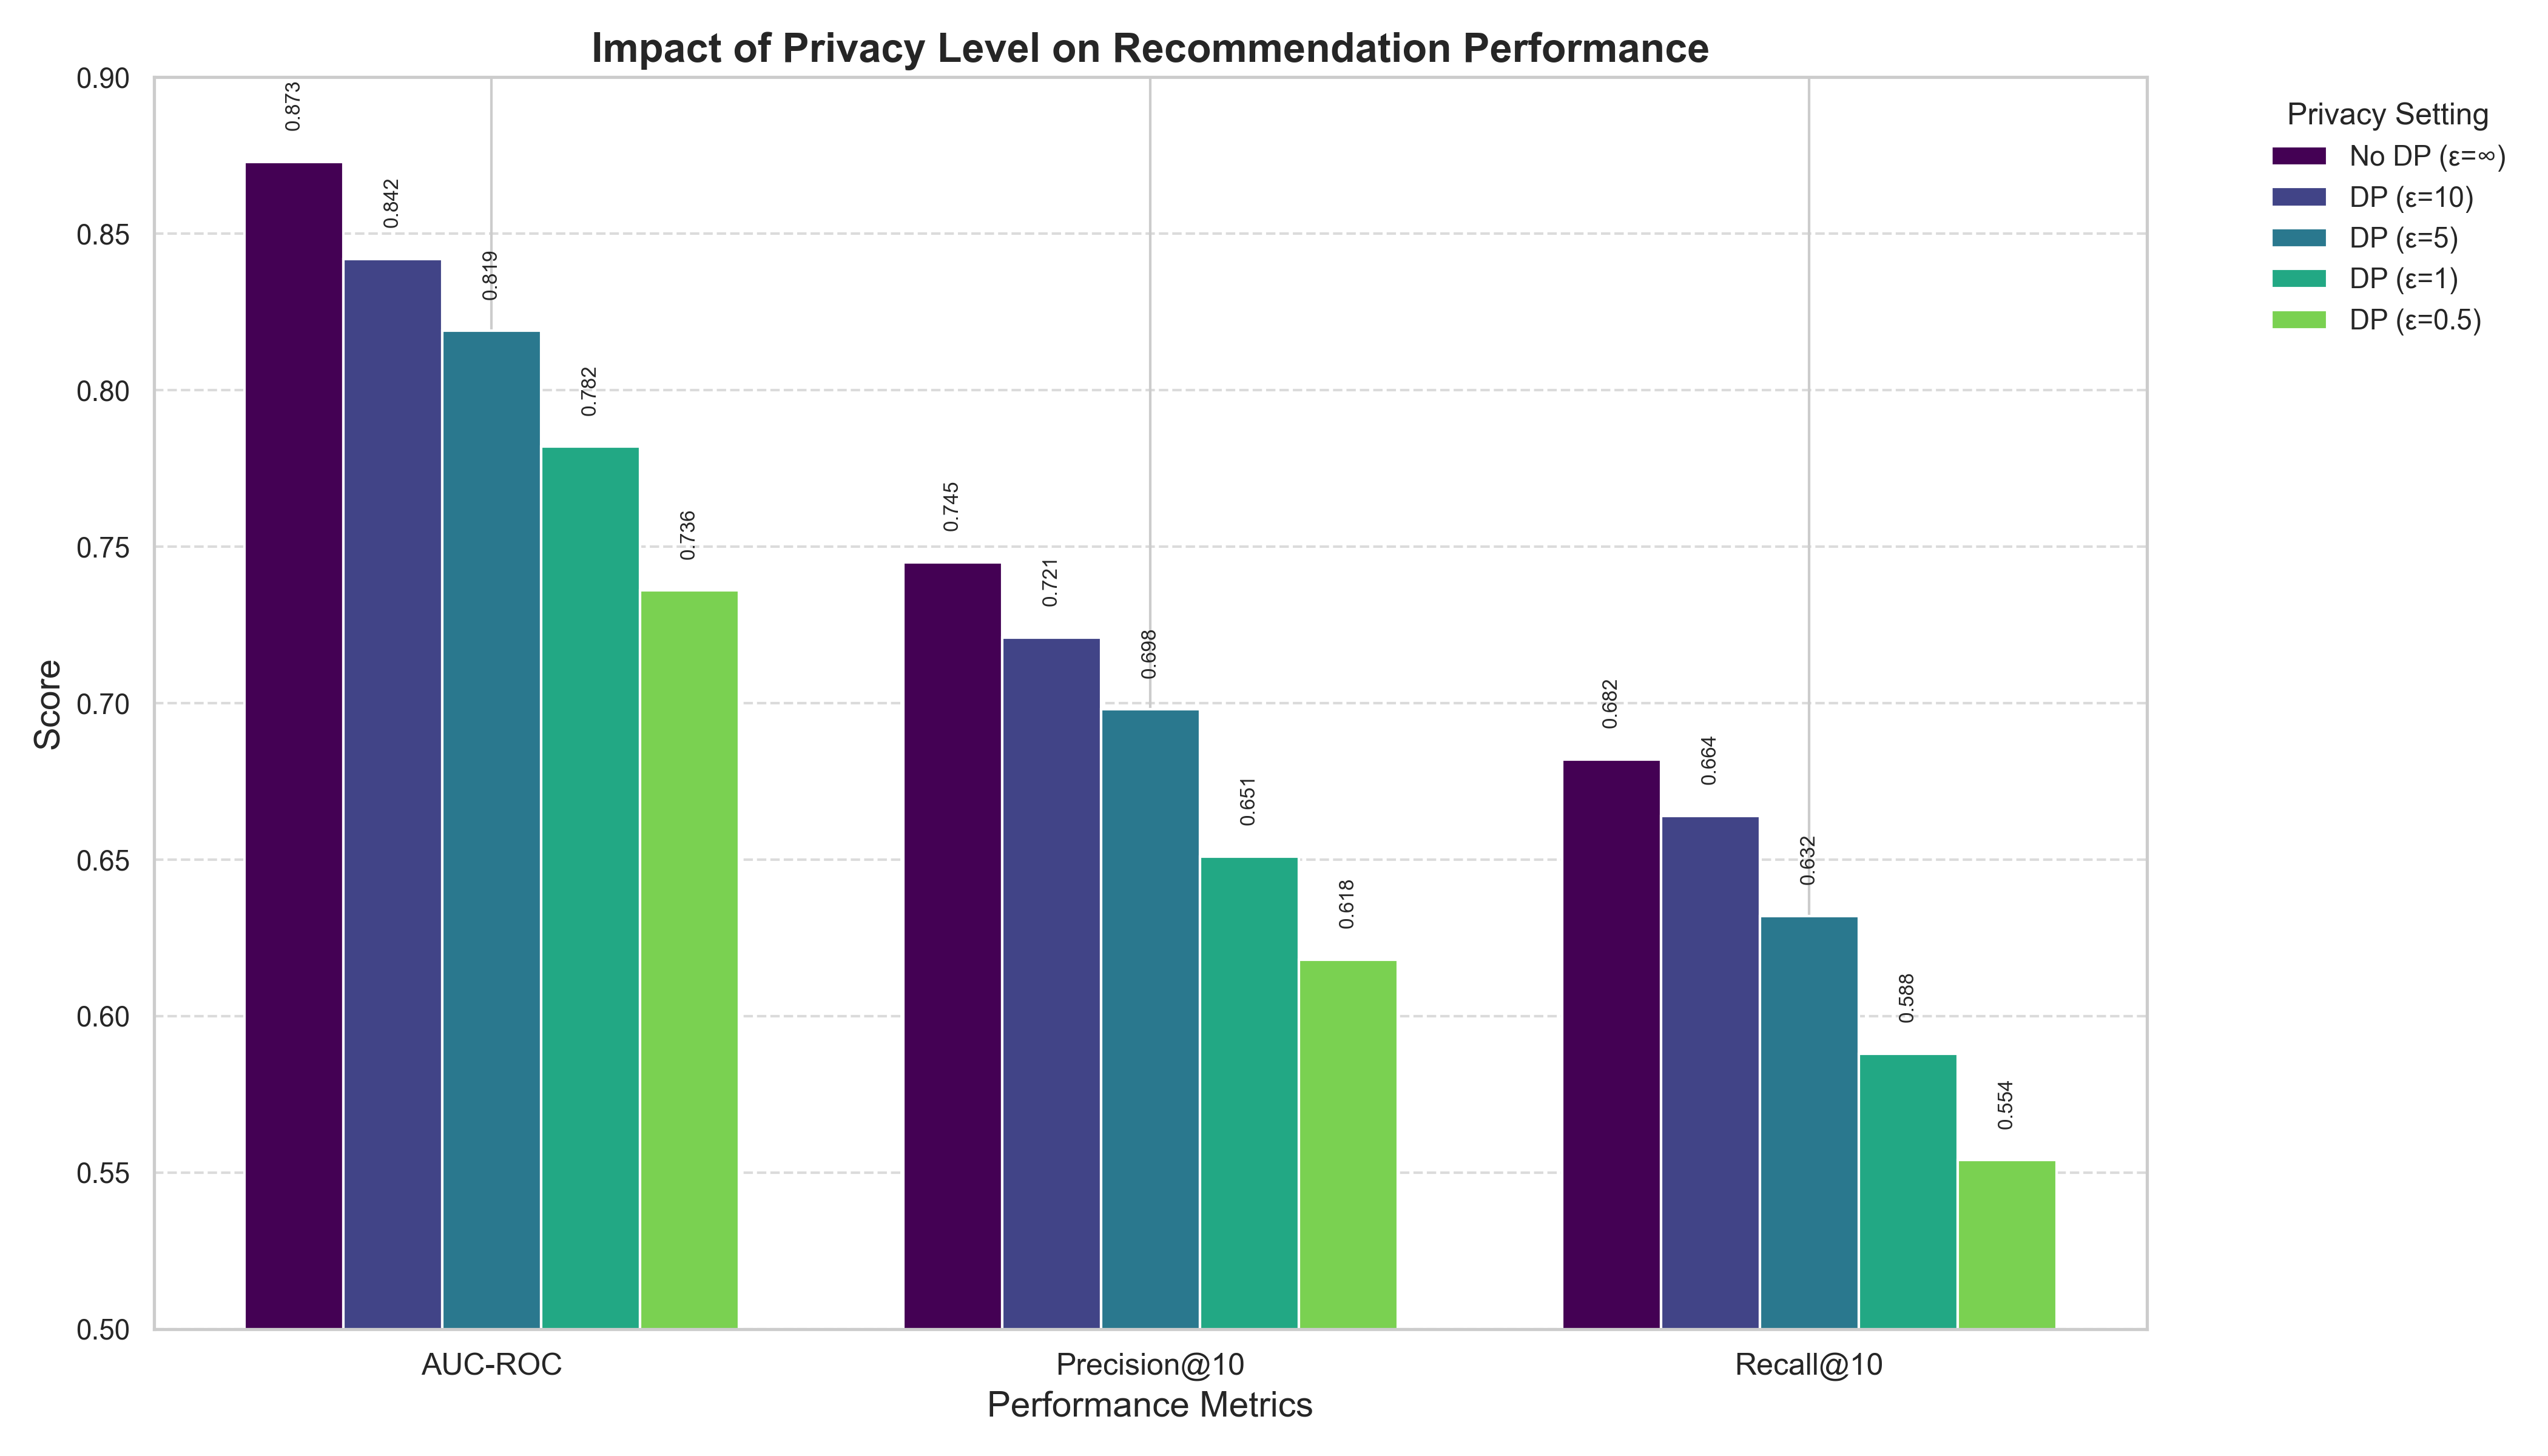 Impact of Privacy Level on Recommendation Performance
0.90
0.85
0.80
0.75
0.70
0.65
0.60
0.55
0.50
Score
0.873
0.842
0.819
0.782
0.736
0.745
0.721
0.698
0.651
0.618
0.682
0.664
0.632
0.588
0.554
AUC-ROC
Precision@10
Recall@10
Performance Metrics
Privacy Setting
No DP (ε=∞)
DP (ε=10)
DP (ε=5)
DP (ε=1)
DP (ε=0.5)